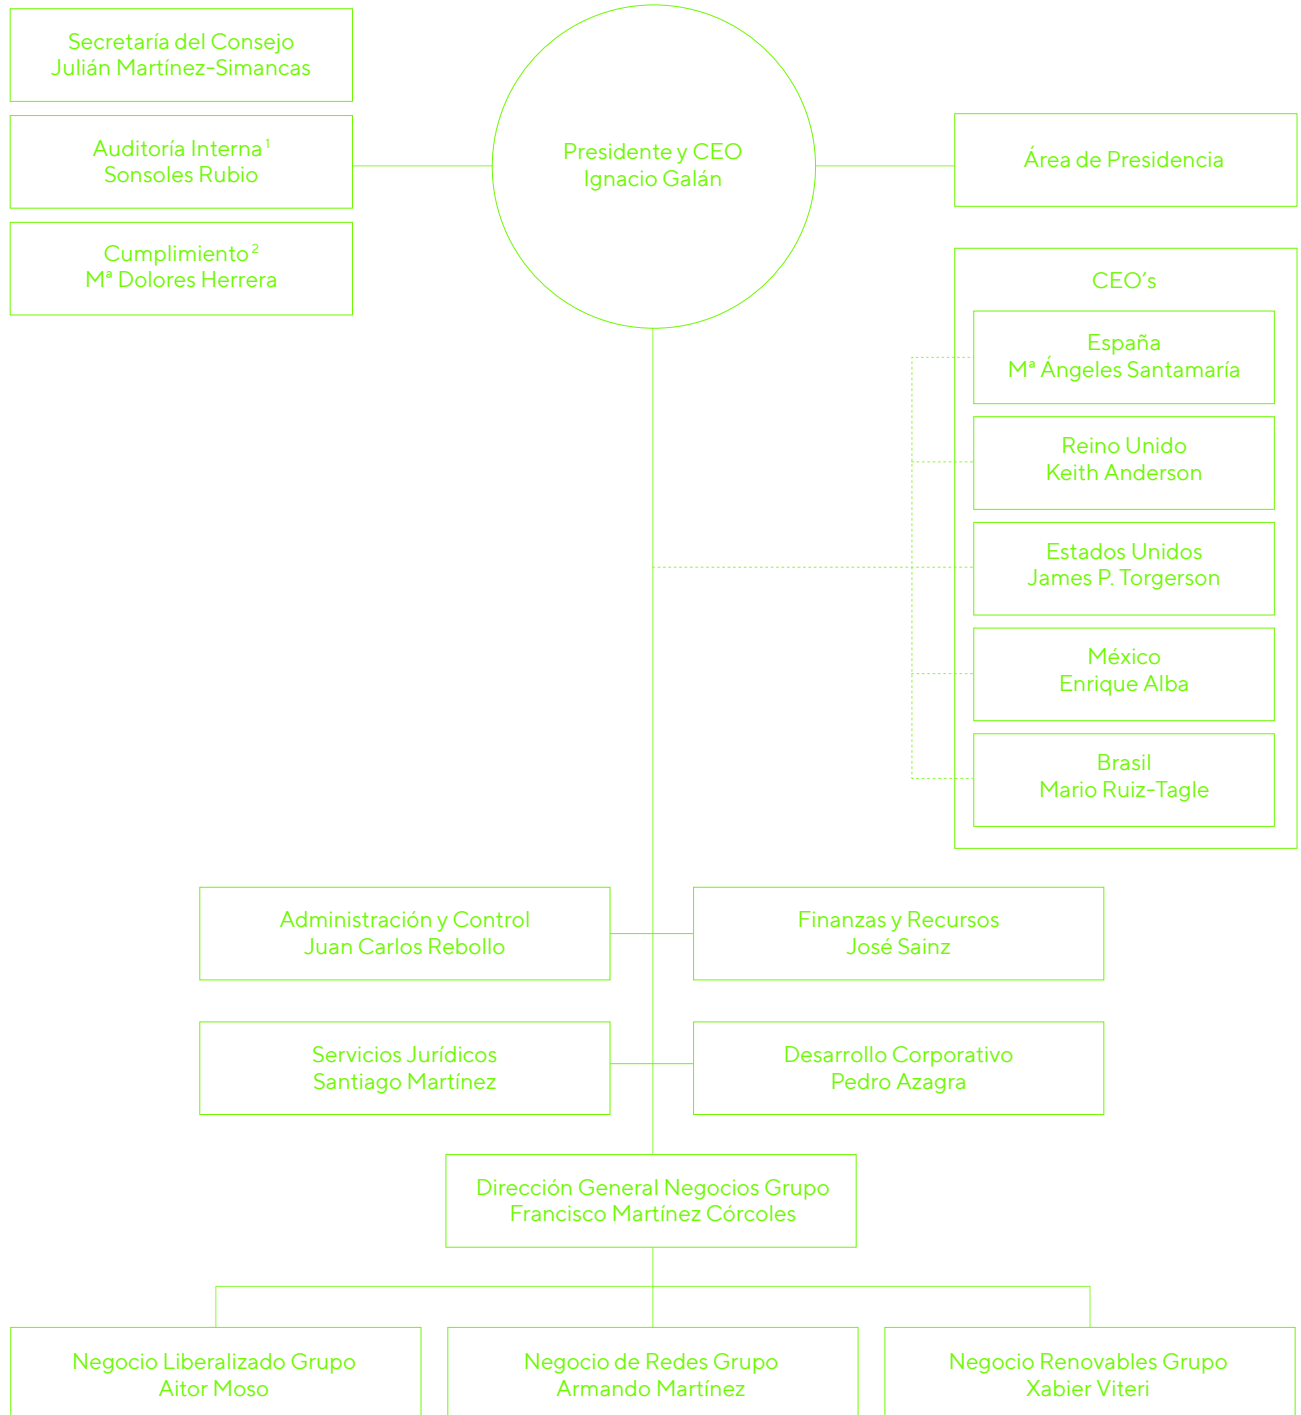 Secretaría del Consejo
Julián Martínez-Simancas
Auditoría Interna¹
Sonsoles Rubio
Cumplimiento²
Mª Dolores Herrera
Presidente y CEO
Ignacio Galán
Área de Presidencia
CEO’s
España
Mª Ángeles Santamaría
Reino Unido
Keith Anderson
Estados Unidos
James P. Torgerson
México
Enrique Alba
Brasil
Mario Ruiz-Tagle
Administración y Control
Juan Carlos Rebollo
Finanzas y Recursos
José Sainz
Servicios Jurídicos
Santiago Martínez
Desarrollo Corporativo
Pedro Azagra
Dirección General Negocios Grupo
Francisco Martínez Córcoles
Negocio Liberalizado Grupo
Aitor Moso
Negocio de Redes Grupo
Armando Martínez
Negocio Renovables Grupo
Xabier Viteri